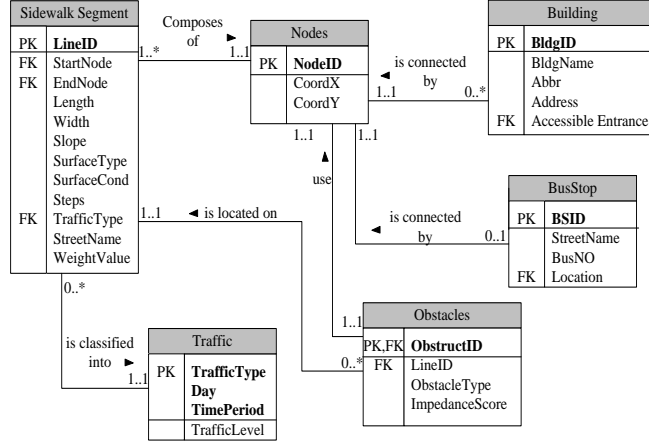 Sidewalk Segment
PK LineID
FK StartNode
FK EndNode
Length
Width
Slope
SurfaceType
SurfaceCond
Steps
FK TrafficType
StreetName
WeightValue
Composes
of
1..* 1..1
Nodes
PK NodeID
CoordX
CoordY
is connected
by
1..1 0..*
Building
PK BldgID
BldgName
Abbr
Address
FK Accessible Entrance
1..1 1..1
use
is located on
1..1
is connected
by
0..1
BusStop
PK BSID
StreetName
BusNO
FK Location
0..*
is classified
into
1..1
Traffic
PK TrafficType
Day
TimePeriod
TrafficLevel
1..1
0..*
Obstacles
PK,FK ObstructID
FK LineID
ObstacleType
ImpedanceScore